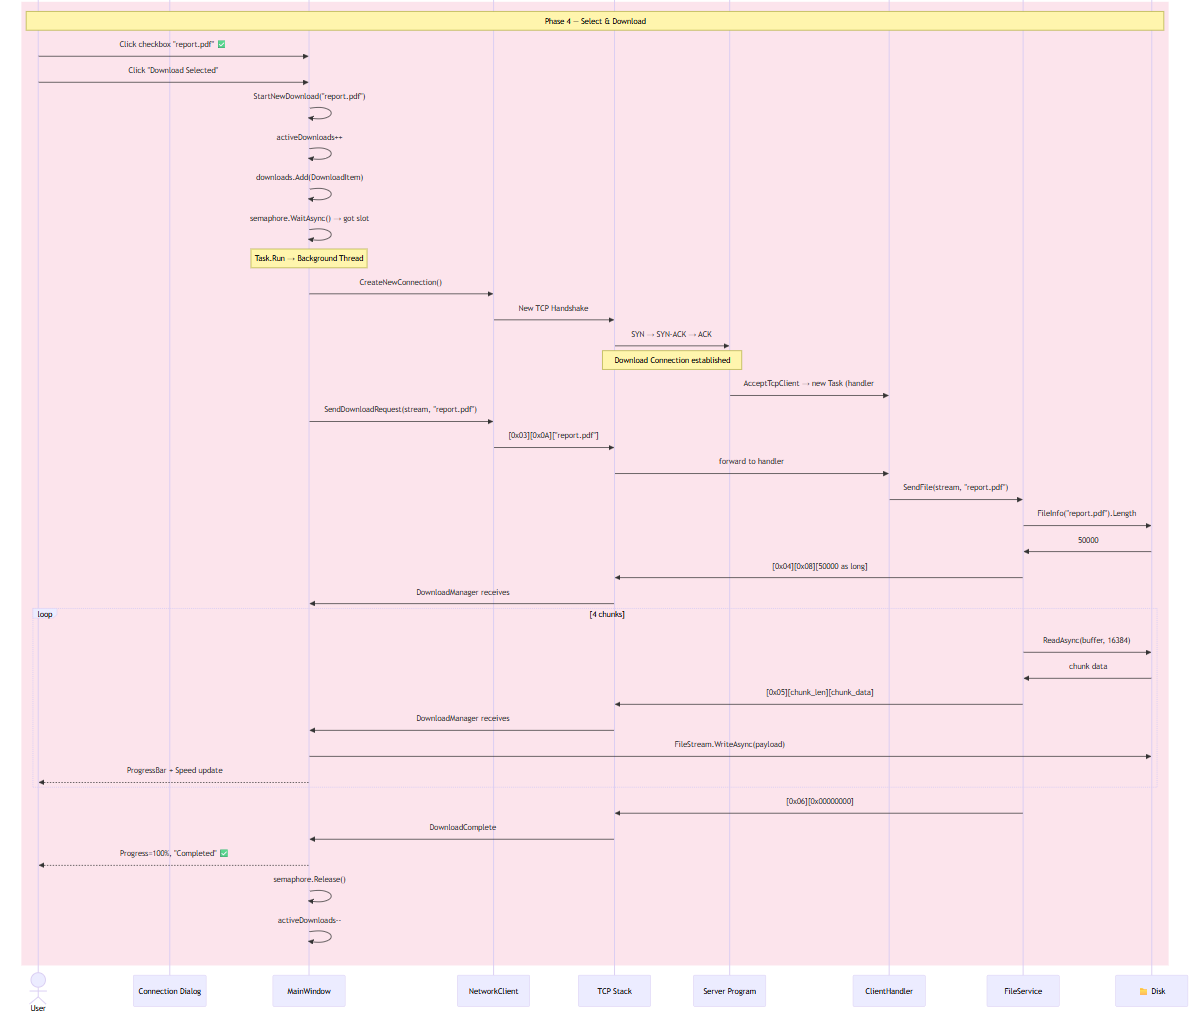 Phase 4 — Select & Download
Click checkbox "report.pdf" ✅
Click "Download Selected"
StartNewDownload("report.pdf")
activeDownloads++
downloads.Add(DownloadItem)
semaphore.WaitAsync() → got slot
Task.Run → Background Thread
CreateNewConnection()
New TCP Handshake
SYN → SYN-ACK → ACK
Download Connection established
AcceptTcpClient → new Task (handler
SendDownloadRequest(stream, "report.pdf")
[0x03][0x0A]["report.pdf"]
forward to handler
SendFile(stream, "report.pdf")
FileInfo("report.pdf").Length
50000
[0x04][0x08][50000 as long]
DownloadManager receives
loop
[4 chunks]
ReadAsync(buffer, 16384)
chunk data
[0x05][chunk_len][chunk_data]
DownloadManager receives
FileStream.WriteAsync(payload)
ProgressBar + Speed update
[0x06][0x00000000]
DownloadComplete
Progress=100%, "Completed" ✅
semaphore.Release()
activeDownloads--
User
Connection Dialog
MainWindow
NetworkClient
TCP Stack
Server Program
ClientHandler
FileService
📁 Disk